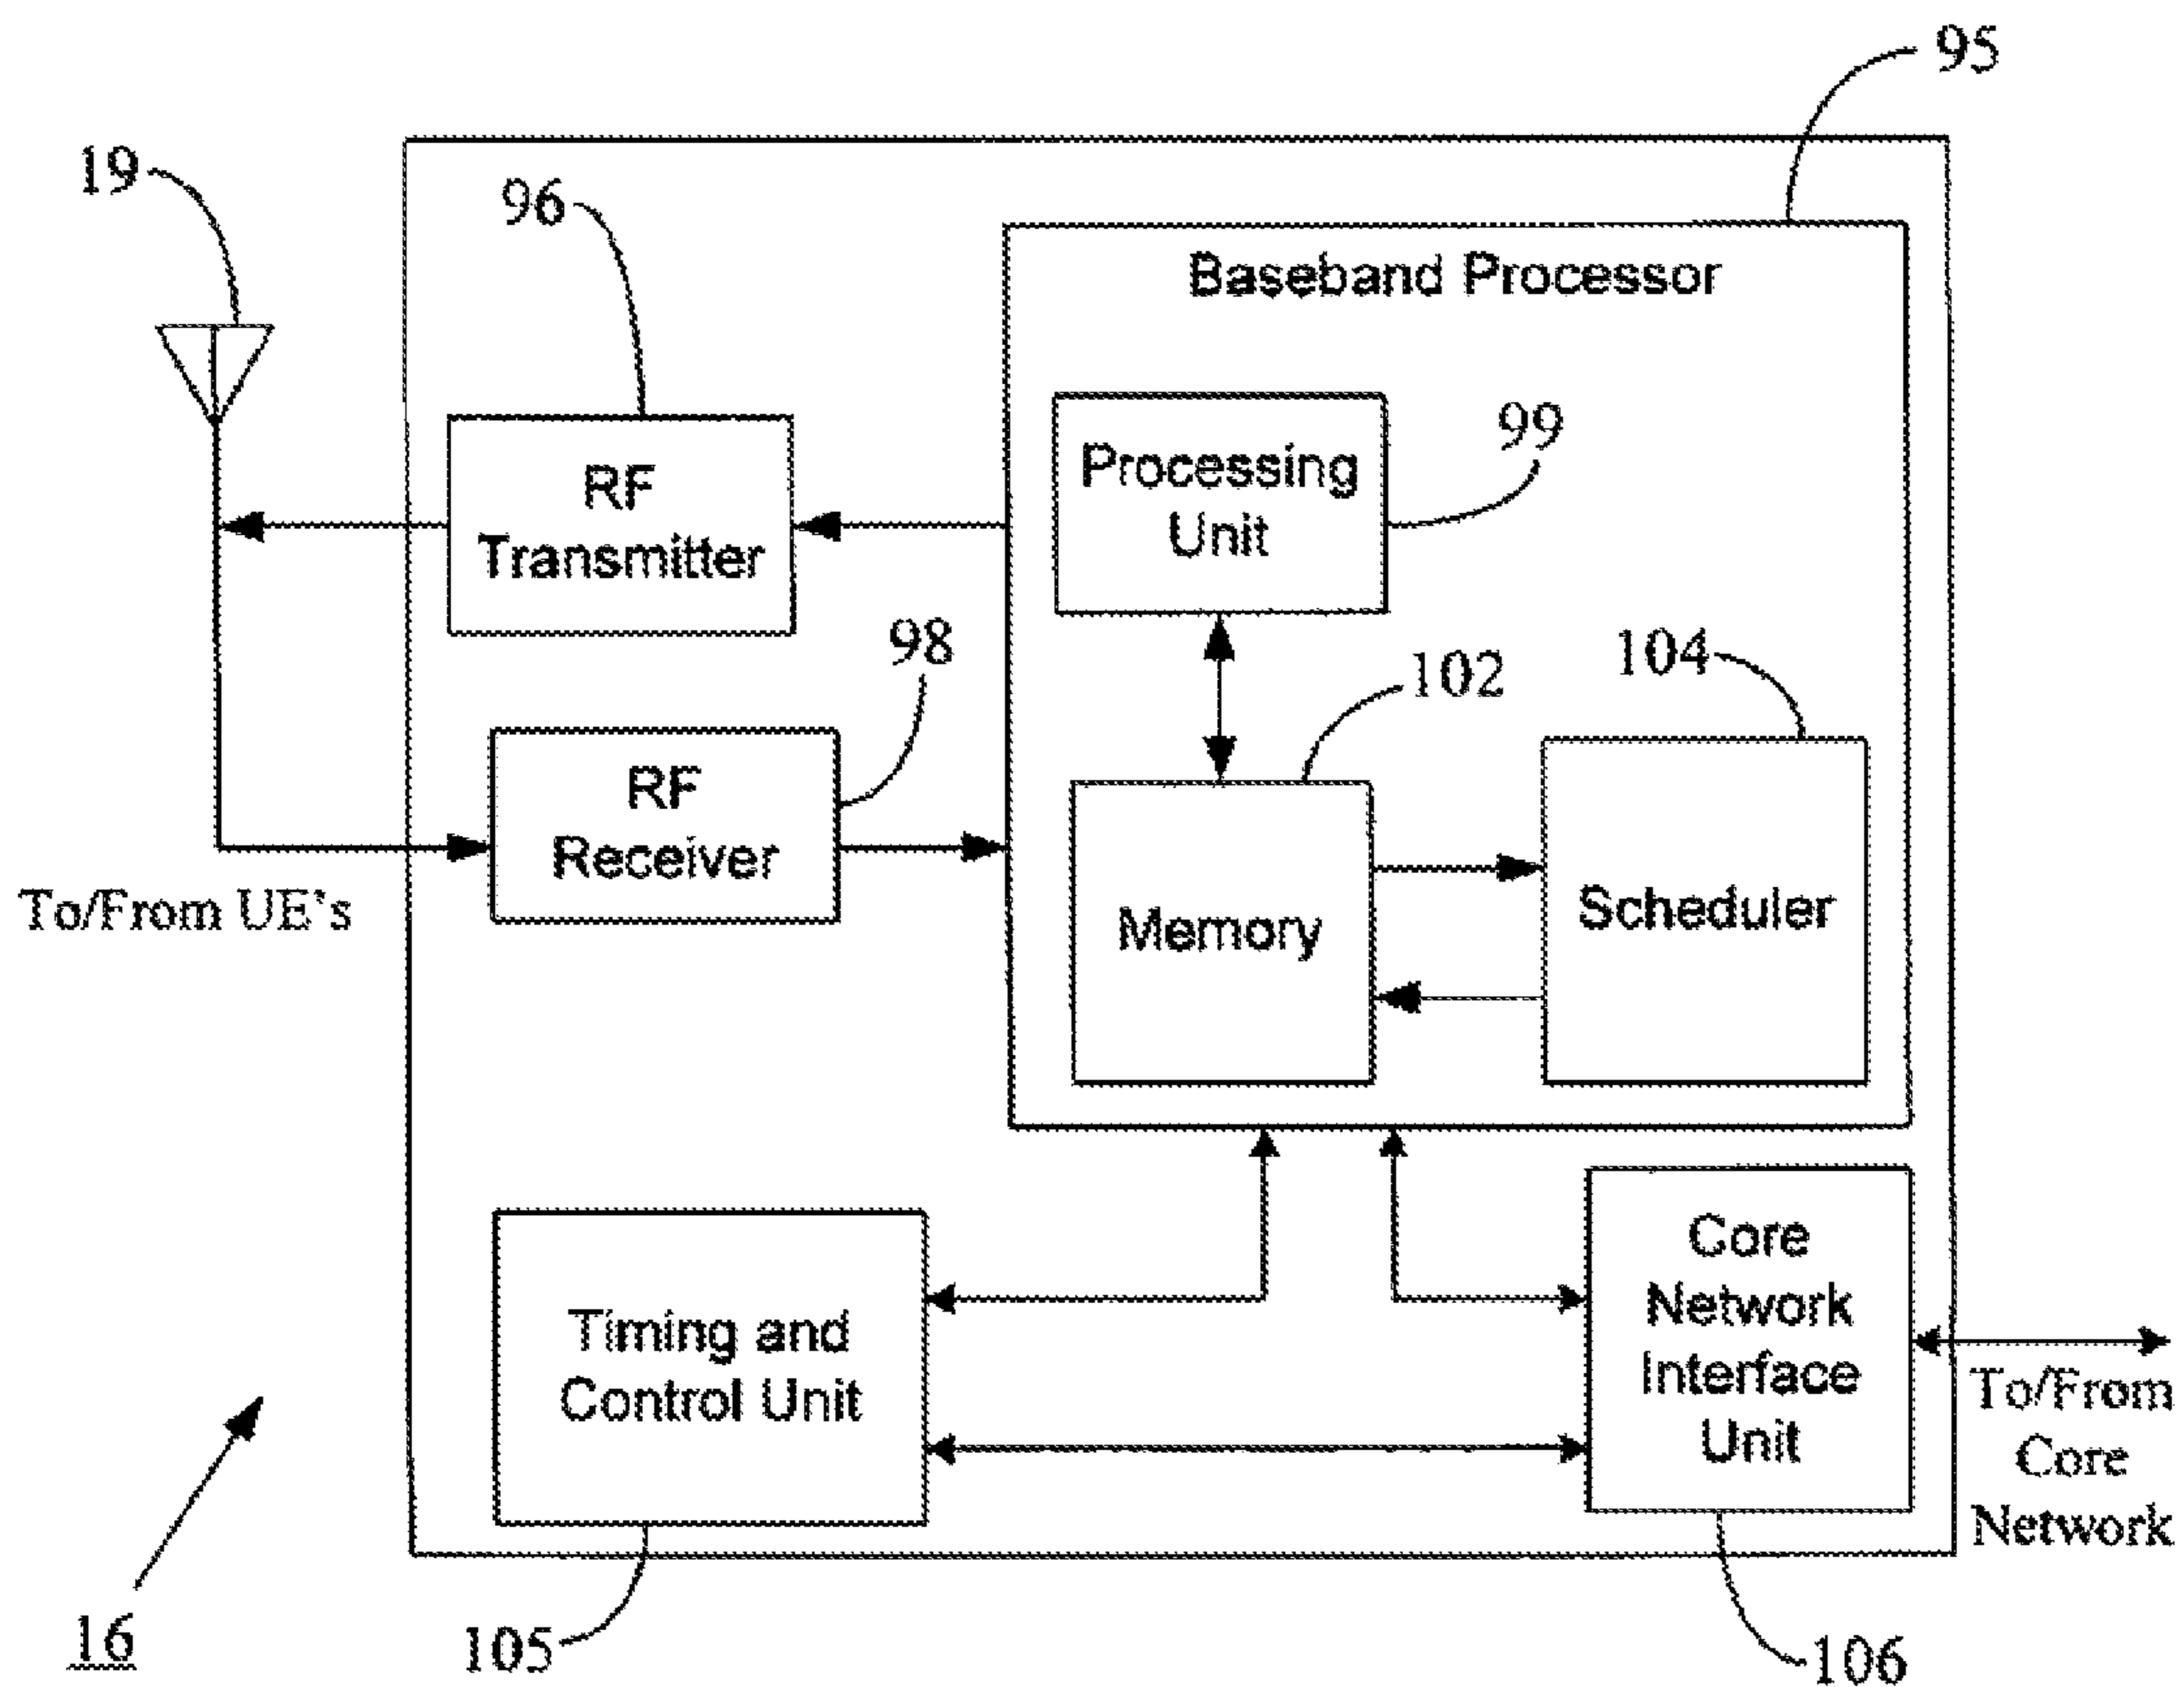 95
19
96
Baseband Processor
99
Processing
Unit
RF
Transmitter
98
102
104
RF
Receiver
To/From UE's
Memory
Scheduler
Core
Network
Interface
Unit
Timing and
Control Unit
To/From
Core
Network
16
105
106